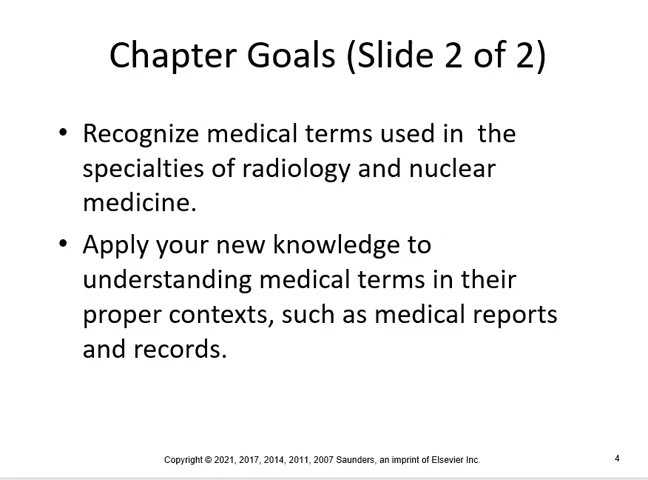 Chapter Goals (Slide 2 of 2)
• Recognize medical terms used in  the
specialties of radiology and nuclear
medicine.
• Apply your new knowledge to
understanding medical terms in their
proper contexts, such as medical reports
and records.
Copyright © 2021, 2017, 2014, 2011, 2007 Saunders, an imprint of Elsevier Inc.
4